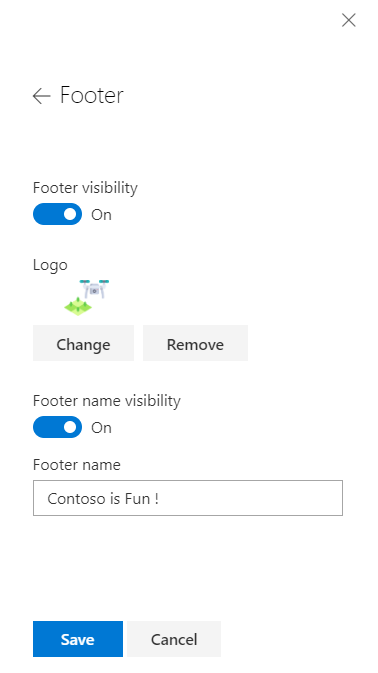 Footer
Footer visibility
On
Logo
Change Remove
Footer name visibility
On
Footer name
Contoso is Fun !
Save Cancel